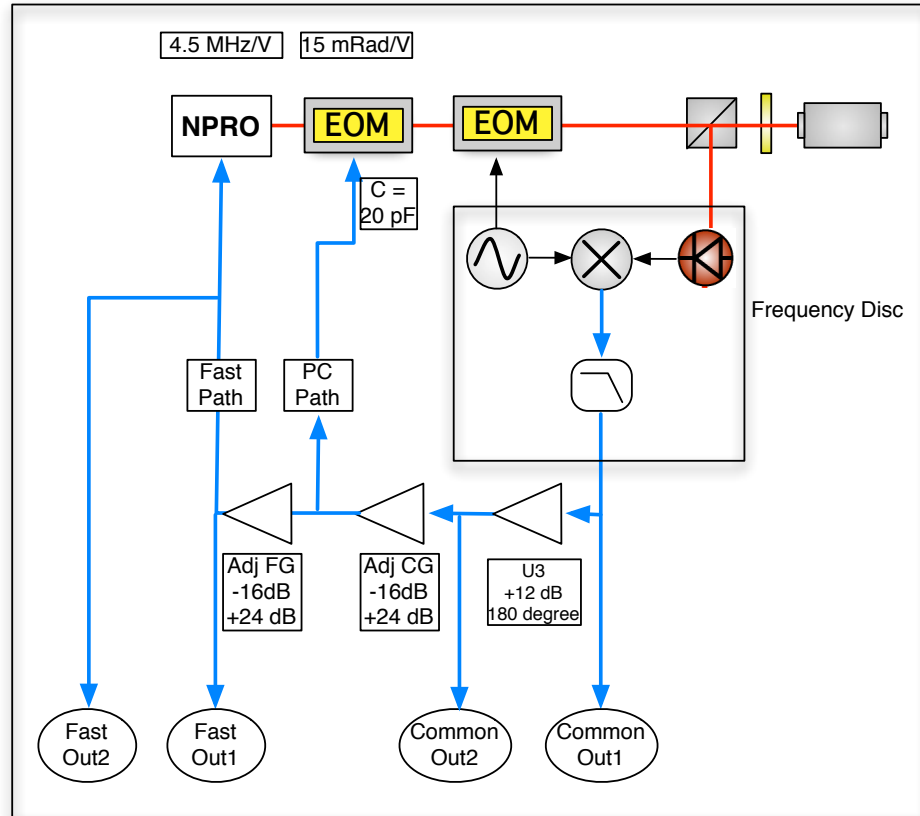 4.5 MHz/V
15 mRad/V
NPRO
EOM
EOM
C =
20 pF
Frequency Disc
Fast
Path
PC
Path
Adj FG
-16dB
+24 dB
Adj CG
-16dB
+24 dB
U3
+12 dB
180 degree
Fast
Out2
Fast
Out1
Common
Out2
Common
Out1